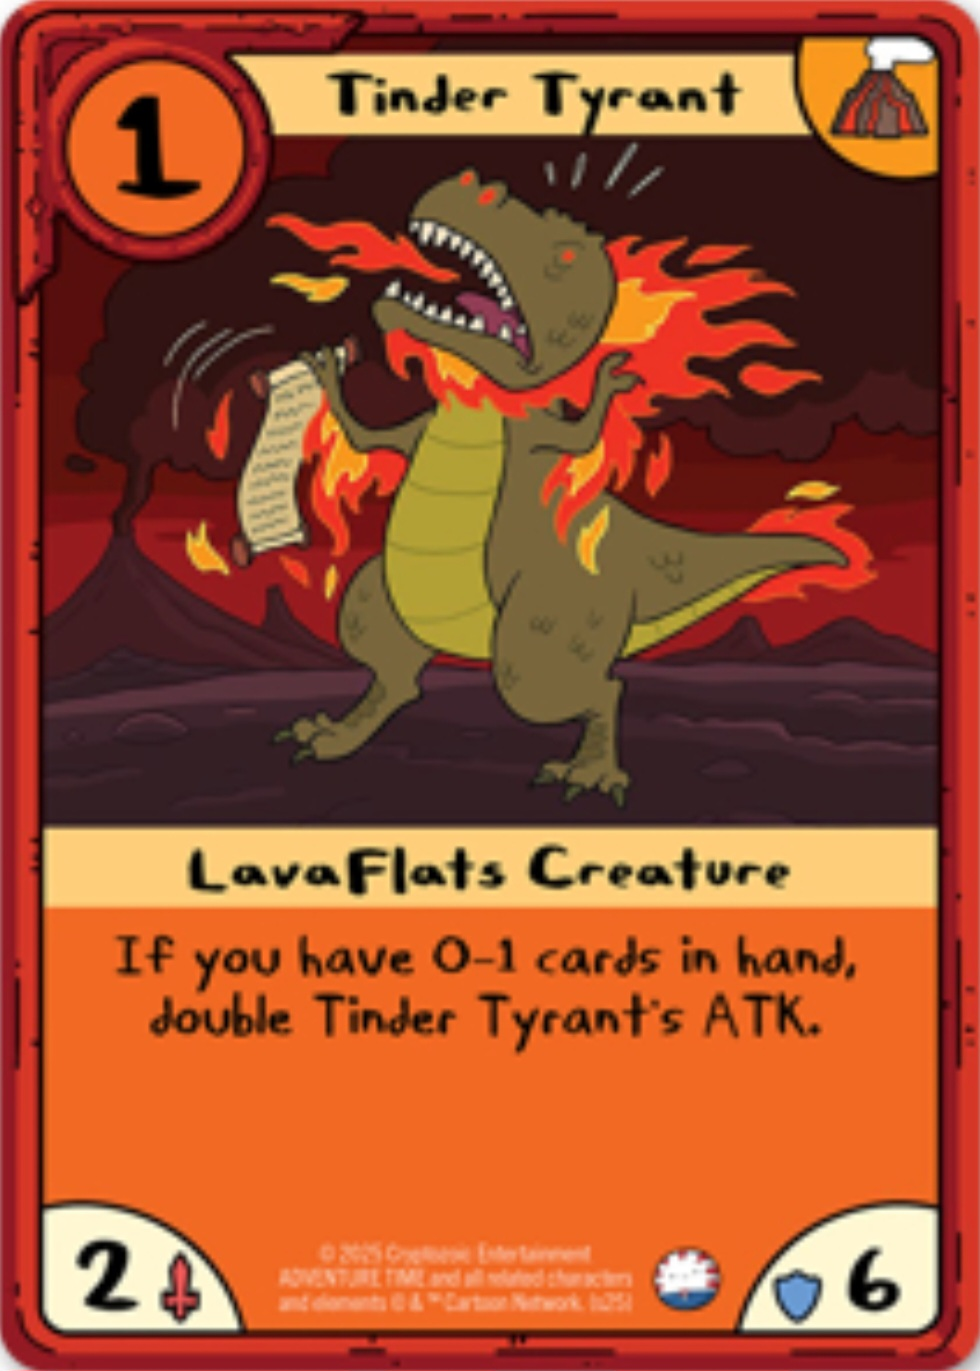 1
Tinder Tyrant
LavaFlats Creature
If you have 0-1 cards in hand,
double Tinder Tyrant's ATK.
2
6
© 2025 Cryptozoic Entertainment
ADVENTURE TIME and all related characters
and elements © & ™ Cartoon Network. (s25)